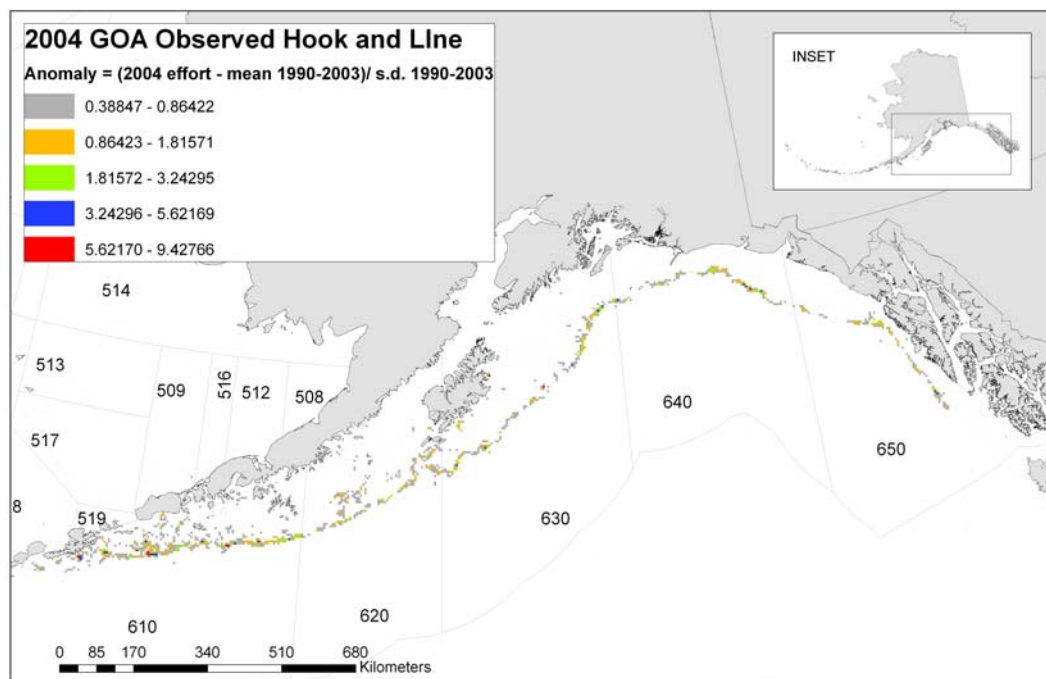 2004 GOA Observed Hook and LIne
Anomaly = (2004 effort - mean 1990-2003)/ s.d. 1990-2003
0.38847 - 0.86422
0.86423 - 1.81571
1.81572 - 3.24295
3.24296 - 5.62169
5.62170 - 9.42766
INSET
514
513
509
516
512
508
517
8
519
640
650
630
620
610
0 85 170 340 510 680
Kilometers